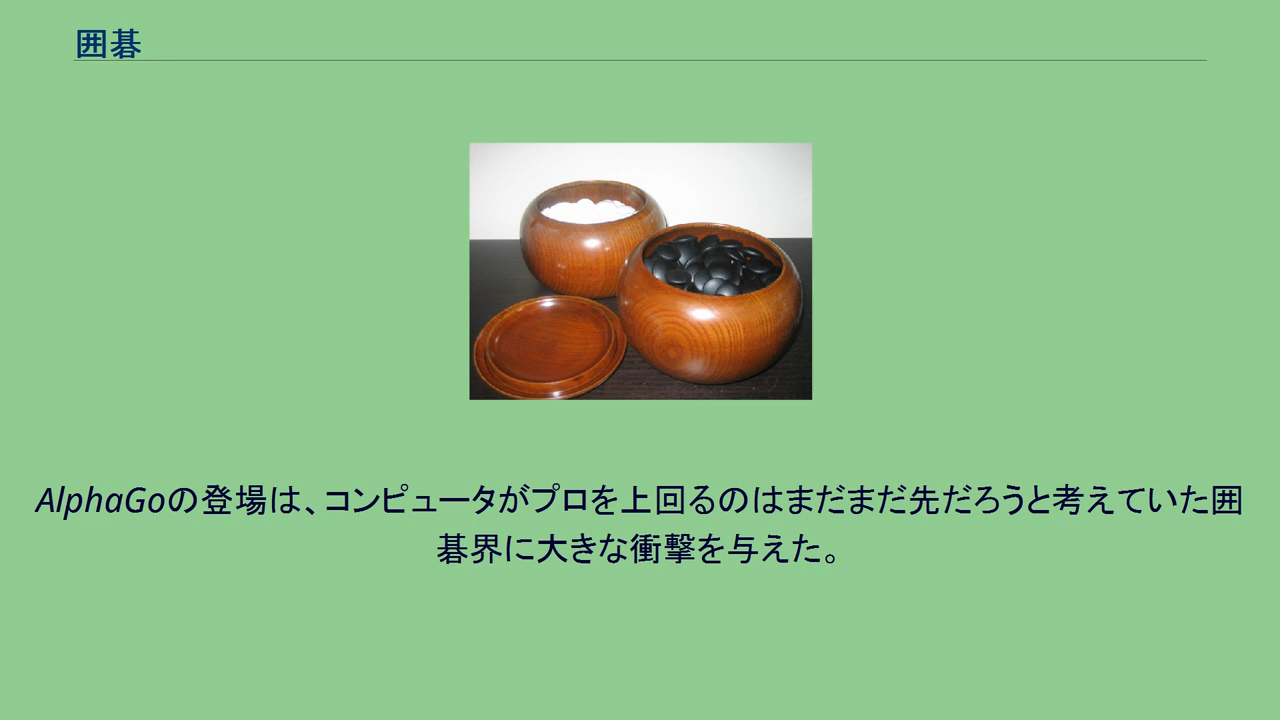 囲碁
AlphaGoの登場は、コンピュータがプロを上回るのはまだまだ先だろうと考えていた囲
碁界に大きな衝撃を与えた。